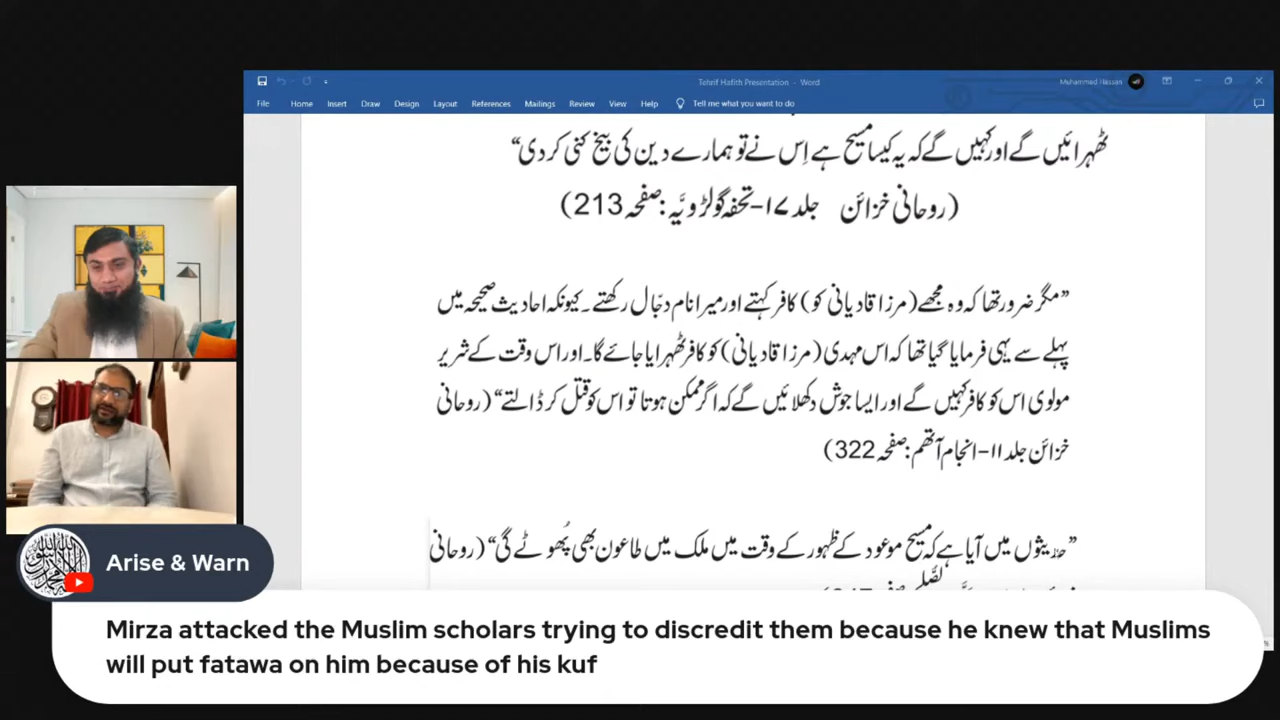 Tehrif Hafith Presentation - Word
Muhammed Hassan
File Home Insert Draw Design Layout References Mailings Review View Help Tell me what you want to do
ٹھہرائیں گے اور کہیں گے کہ یہ کیسا مسیح ہے اِس نے تو ہمارے دین کی بیخ کنی کر دی“
(روحانی خزائن جلد ۱۷-تحفہ گولڑویَّہ: صفحہ 213)
”مگر ضرور تھا کہ وہ مجھے (مرزا قادیانی کو) کافر کہتے اور میرا نام دجّال رکھتے۔ کیونکہ احادیث صحیحہ میں
پہلے سے یہی فرمایا گیا تھا کہ اس مہدی (مرزا قادیانی) کو کافر ٹھہرایا جائے گا۔ اور اس وقت کے شریر
مولوی اس کو کافر کہیں گے اور ایسا جوش دکھلائیں گے کہ اگر ممکن ہوتا تو اس کو قتل کر ڈالتے“ (روحانی
خزائن جلد ۱۱-انجام آتھم: صفحہ 322)
”حدیثوں میں آیا ہے کہ مسیح موعود کے ظہور کے وقت میں ملک میں طاعون بھی پُھوٹے گی“ (روحانی
Arise & Warn
Mirza attacked the Muslim scholars trying to discredit them because he knew that Muslims
will put fatawa on him because of his kuf